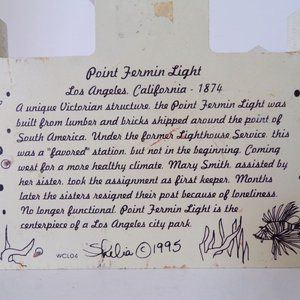 Point Fermin Light
Los Angeles, California - 1874
A unique Victorian structure, the Point Fermin Light was
built from lumber and bricks shipped around the point of
South America. Under the former Lighthouse Service, this
was a "favored" station, but not in the beginning. Coming
west for a more healthy climate, Mary Smith, assisted by
her sister, took the assignment as first keeper. Months
later the sisters resigned their post because of loneliness.
No longer functional, Point Fermin Light is the
centerpiece of a Los Angeles city park.
WCL04 Shelia ©1995